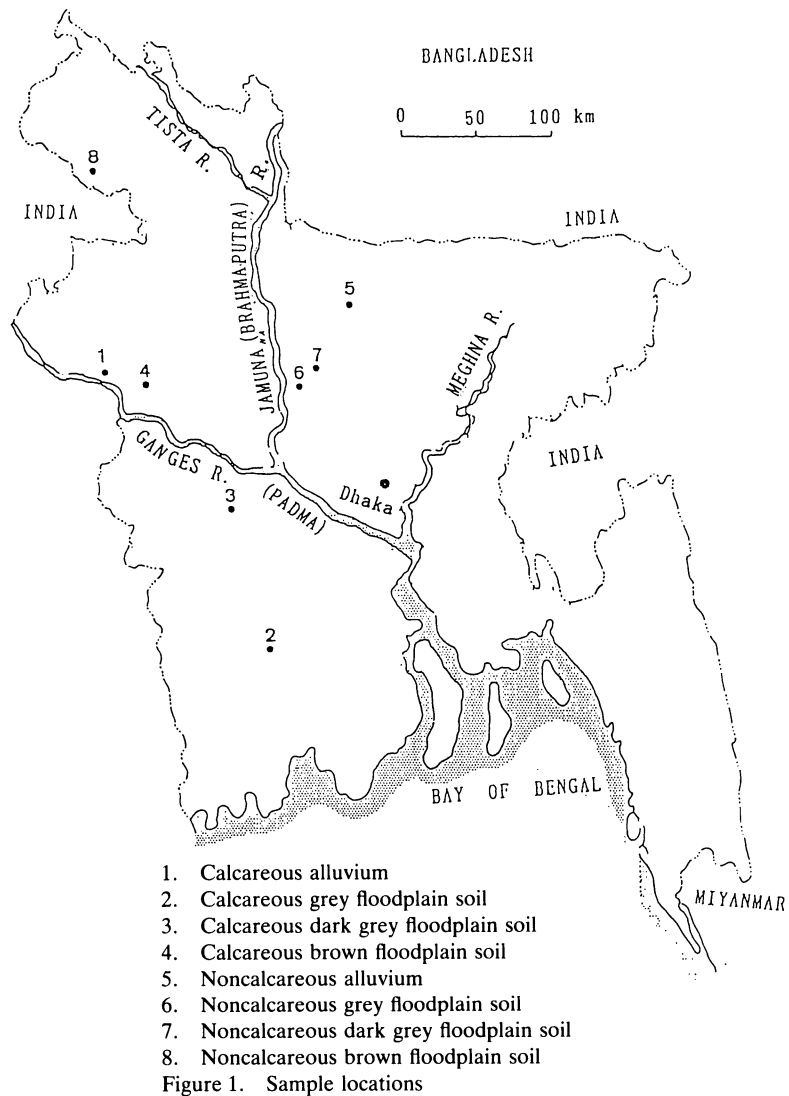 BANGLADESH
0 50 100 km
TISTA R.
R.
8
INDIA
INDIA
JAMUNA (BRAHMAPUTRA)
5
MEGHNA R.
1
4
7
6
INDIA
GANGES R.
(PADMA)
3
Dhaka
2
BAY OF BENGAL
MIYANMAR
1. Calcareous alluvium
2. Calcareous grey floodplain soil
3. Calcareous dark grey floodplain soil
4. Calcareous brown floodplain soil
5. Noncalcareous alluvium
6. Noncalcareous grey floodplain soil
7. Noncalcareous dark grey floodplain soil
8. Noncalcareous brown floodplain soil
Figure 1. Sample locations